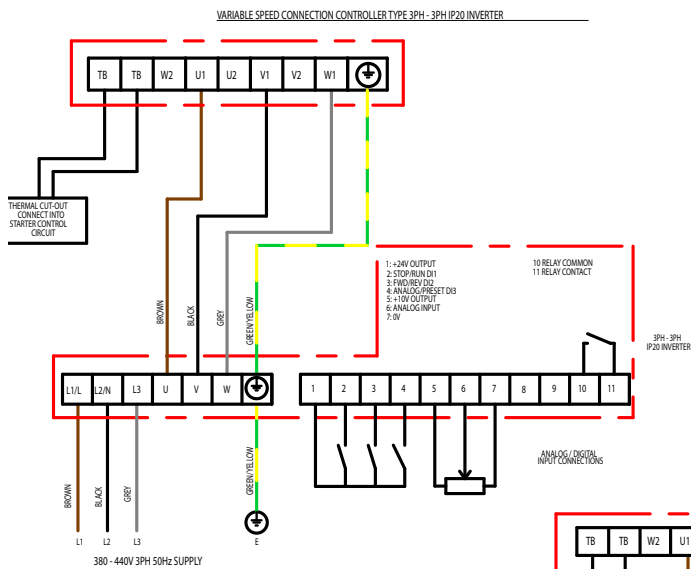 VARIABLE SPEED CONNECTION CONTROLLER TYPE 3PH - 3PH IP20 INVERTER
TB TB W2 U1 U2 V1 V2 W1
THERMAL CUT-OUT
CONNECT INTO
STARTER CONTROL
CIRCUIT
1: +24V OUTPUT
2: STOP/RUN DI1
3: FWD/REV DI2
4: ANALOG/PRESET DI3
5: +10V OUTPUT
6: ANALOG INPUT
7: 0V
10 RELAY COMMON
11 RELAY CONTACT
BROWN
BLACK
GREY
GREEN/YELLOW
3PH - 3PH
IP20 INVERTER
L1/L L2/N L3 U V W
1 2 3 4 5 6 7 8 9 10 11
ANALOG / DIGITAL
INPUT CONNECTIONS
BROWN
BLACK
GREY
GREEN/YELLOW
L1 L2 L3 E
380 - 440V 3PH 50Hz SUPPLY
TB TB W2 U1